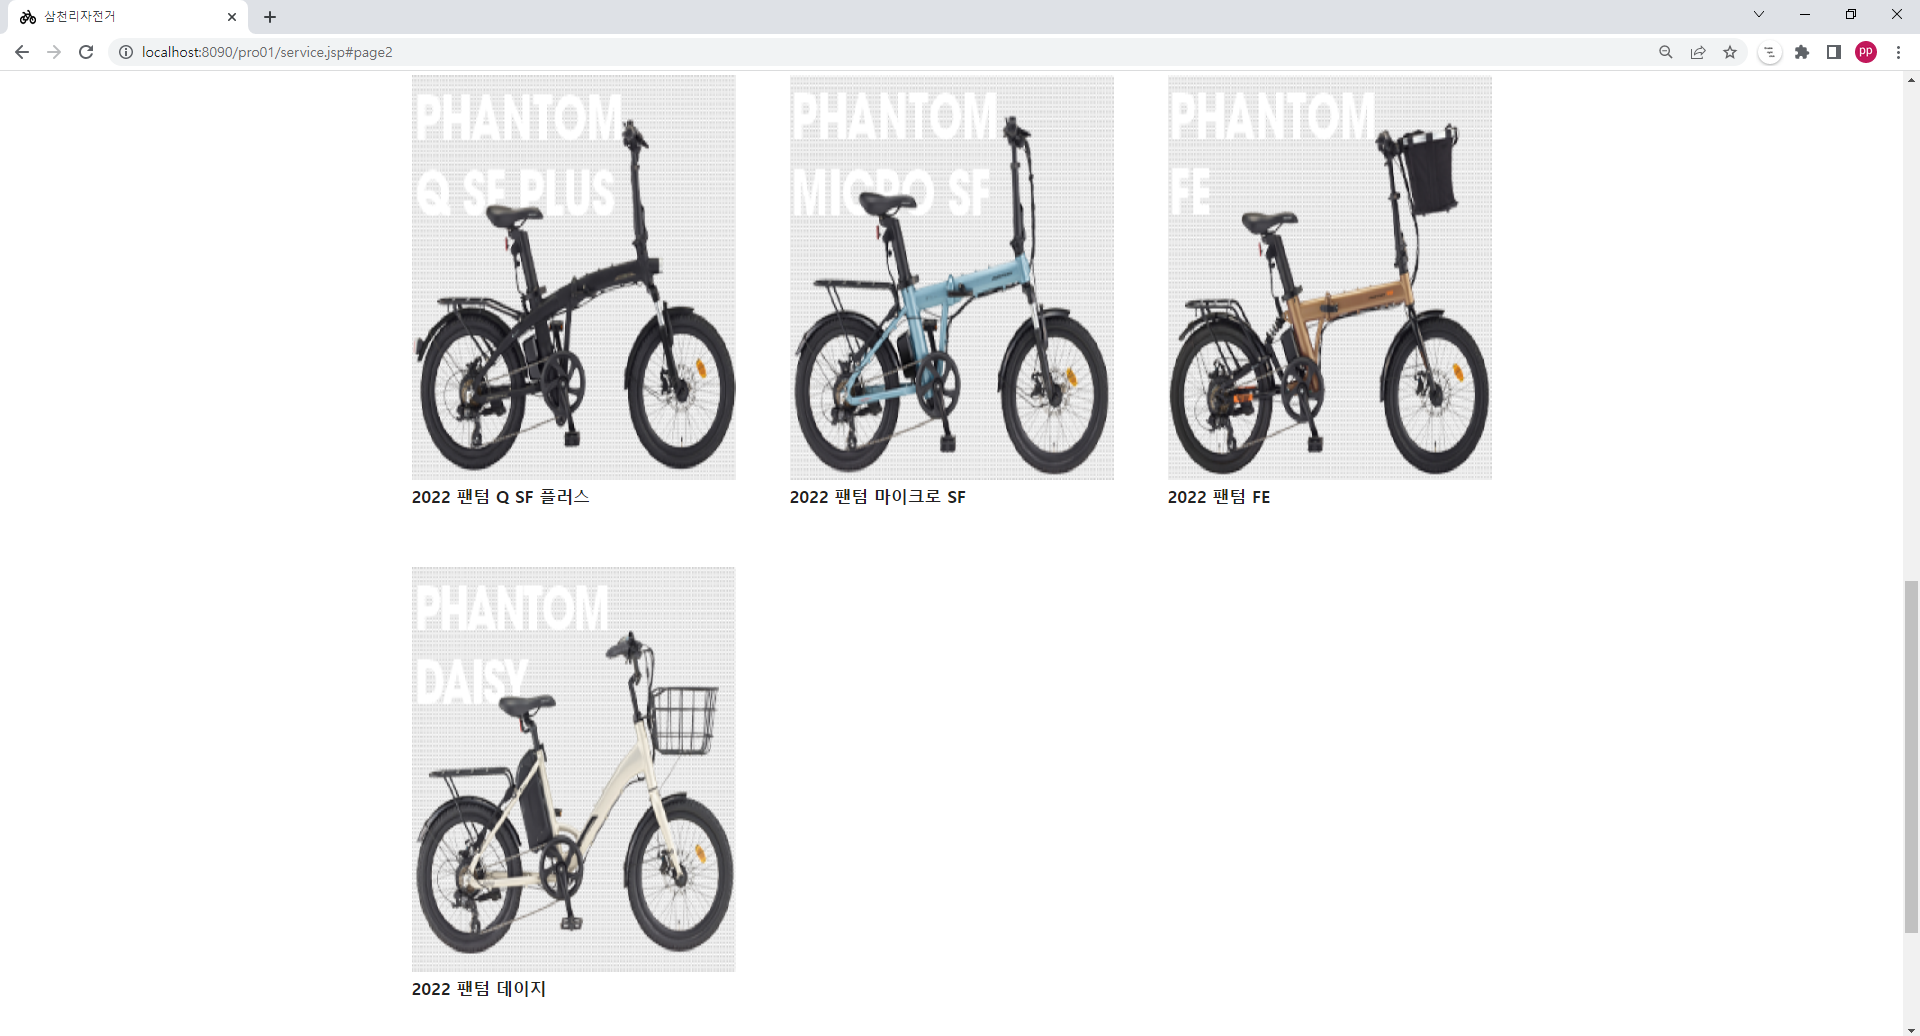 삼천리자전거
localhost:8090/pro01/service.jsp#page2
pp
PHANTOM
Q SF PLUS
PHANTOM
MICRO SF
PHANTOM
FE
2022 팬텀 Q SF 플러스
2022 팬텀 마이크로 SF
2022 팬텀 FE
PHANTOM
DAISY
2022 팬텀 데이지